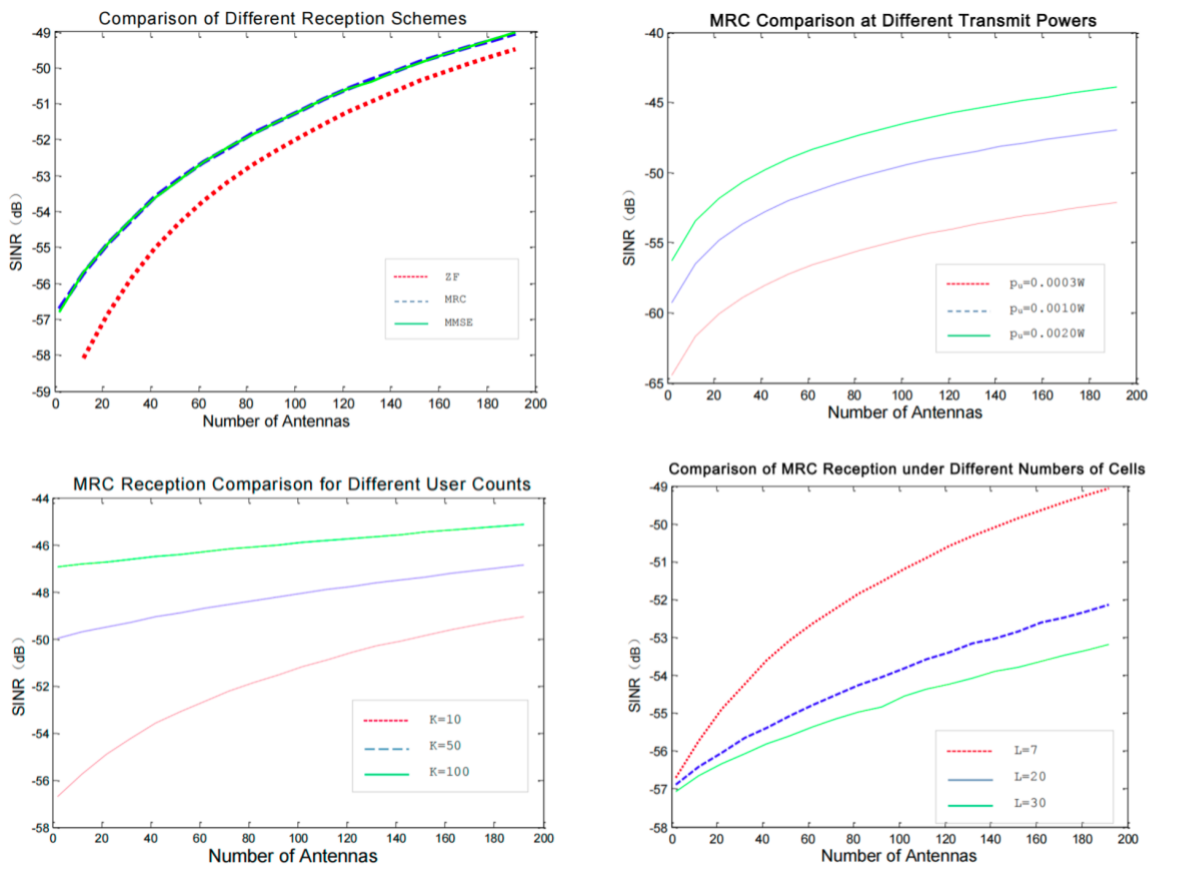 Comparison of Different Reception Schemes
-49
-50
-51
-52
-53
-54
-55
-56
-57
-58
-59
SINR（dB）
ZF
MRC
MMSE
0 20 40 60 80 100 120 140 160 180 200
Number of Antennas
MRC Comparison at Different Transmit Powers
-40
-45
-50
-55
-60
-65
SINR（dB）
pᵤ=0.0003W
pᵤ=0.0010W
pᵤ=0.0020W
0 20 40 60 80 100 120 140 160 180 200
Number of Antennas
MRC Reception Comparison for Different User Counts
-44
-46
-48
-50
-52
-54
-56
-58
SINR（dB）
K=10
K=50
K=100
0 20 40 60 80 100 120 140 160 180 200
Number of Antennas
Comparison of MRC Reception under Different Numbers of Cells
-49
-50
-51
-52
-53
-54
-55
-56
-57
-58
SINR（dB）
L=7
L=20
L=30
0 20 40 60 80 100 120 140 160 180 200
Number of Antennas